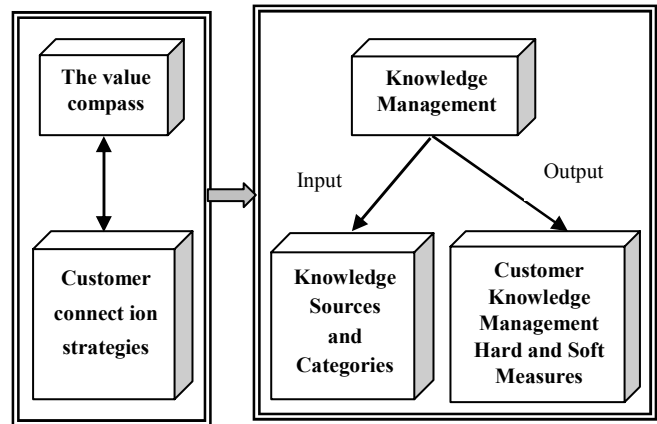 The value
compass
Customer
connect ion
strategies
Knowledge
Management
Input
Output
Knowledge
Sources
and
Categories
Customer
Knowledge
Management
Hard and Soft
Measures